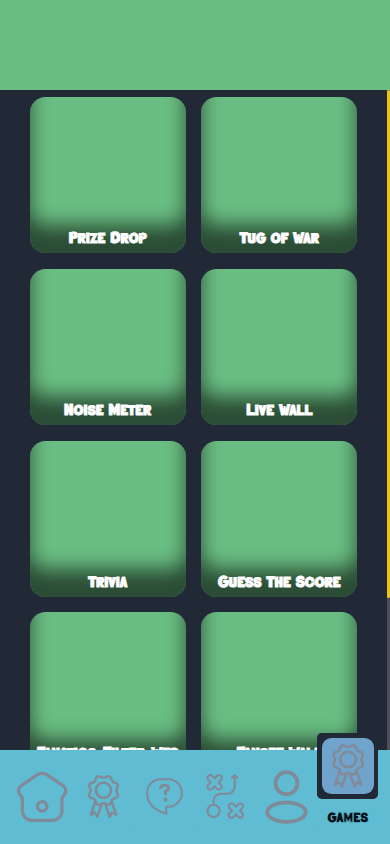 Prize Drop
Tug of War
Noise Meter
Live Wall
Trivia
Guess The Score
GAMES